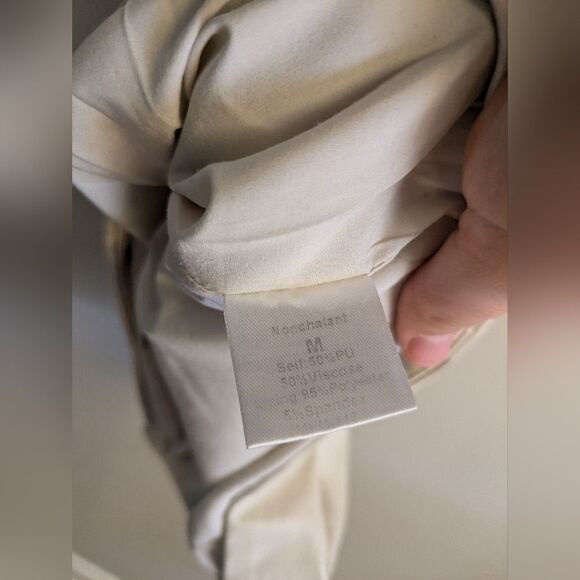 Nonchalant
M
Self:50%PU
50%Viscose
Lining:95%Polyester
5%Spandex